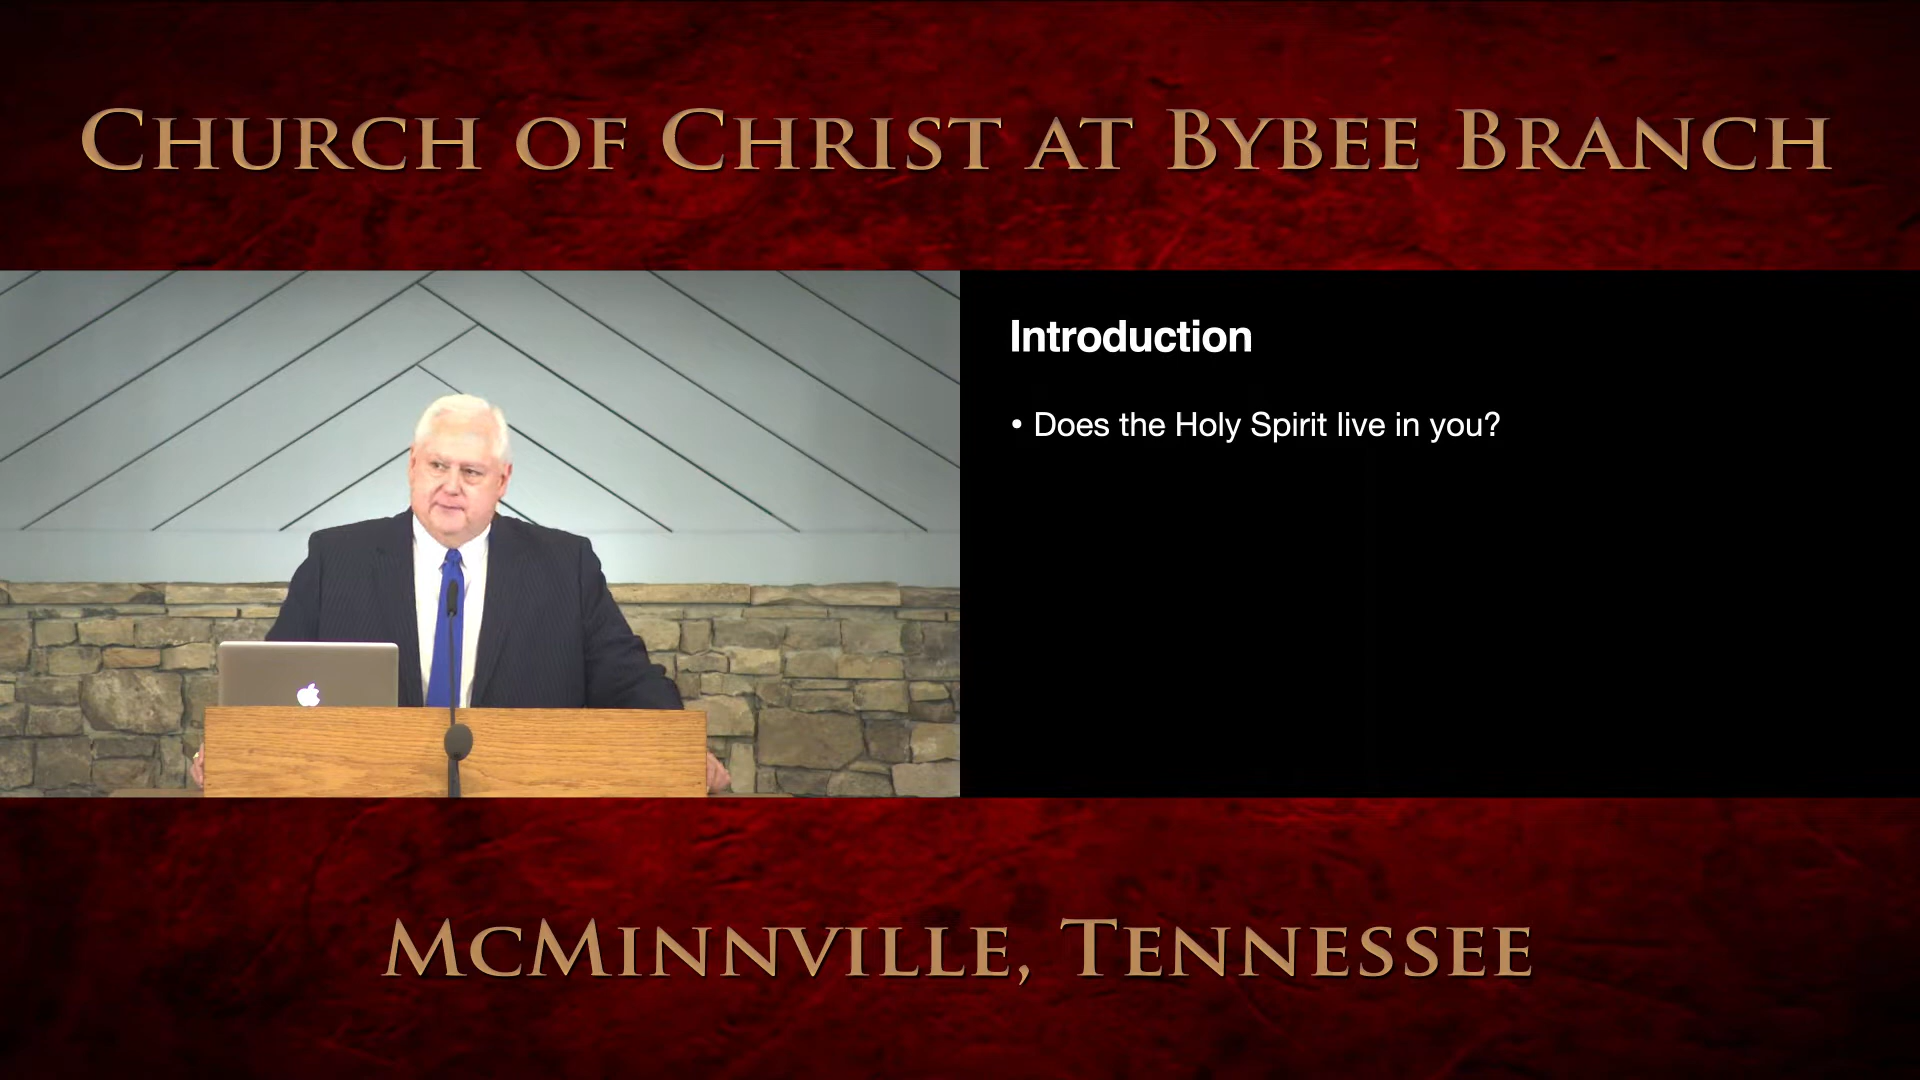 Church of Christ at Bybee Branch
Introduction
• Does the Holy Spirit live in you?
McMinnville, Tennessee